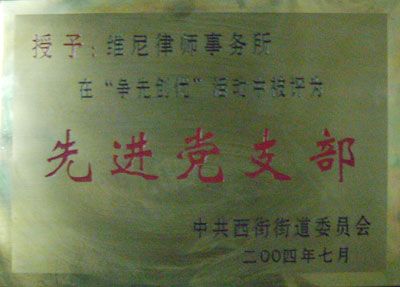 授予：维尼律师事务所
在“争先创优”活动中被评为
先进党支部
中共西街街道委员会
二〇〇四年七月